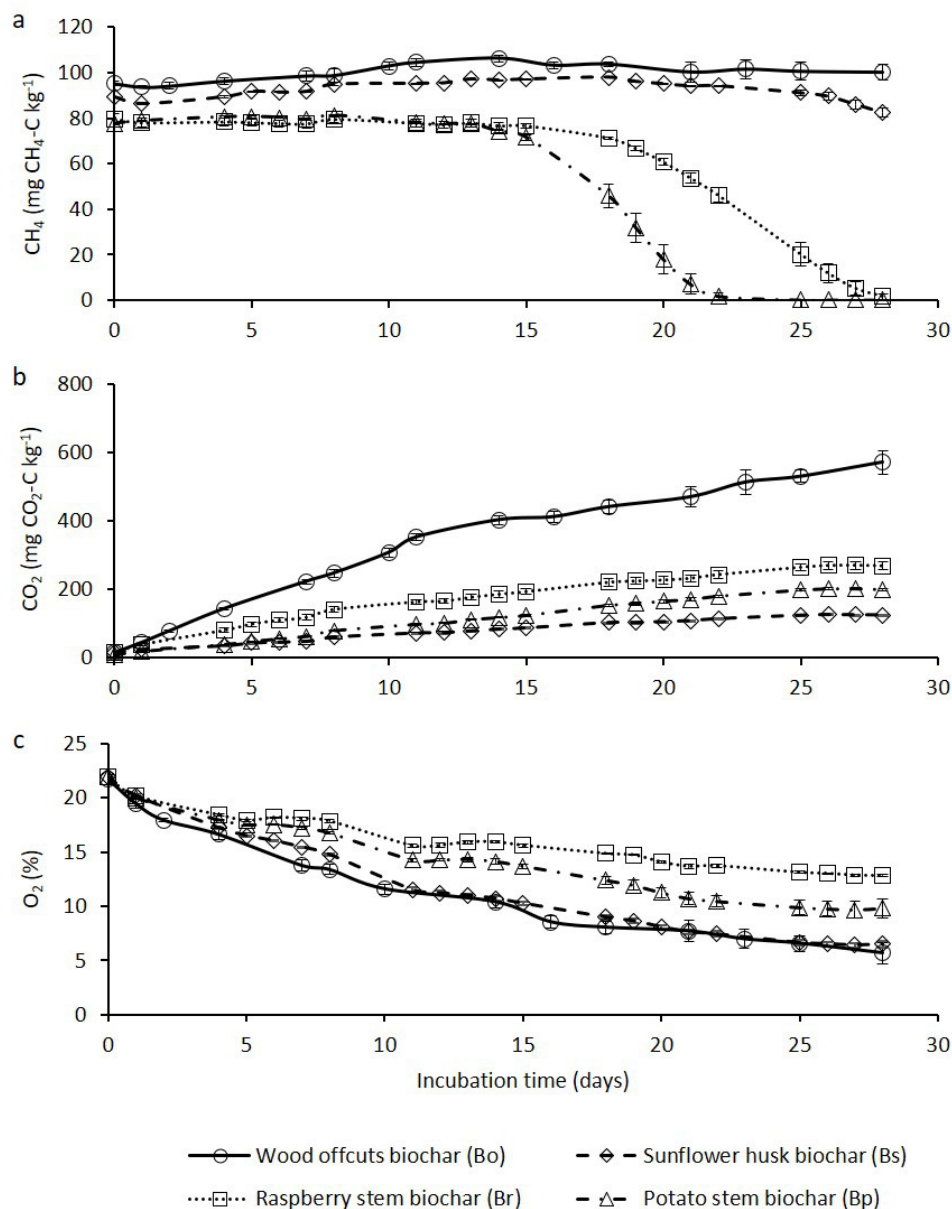 a
CH₄ (mg CH₄-C kg⁻¹)
120
100
80
60
40
20
0
0 5 10 15 20 25 30
b
CO₂ (mg CO₂-C kg⁻¹)
800
600
400
200
0
0 5 10 15 20 25 30
c
O₂ (%)
25
20
15
10
5
0
0 5 10 15 20 25 30
Incubation time (days)
Wood offcuts biochar (Bo)
Sunflower husk biochar (Bs)
Raspberry stem biochar (Br)
Potato stem biochar (Bp)